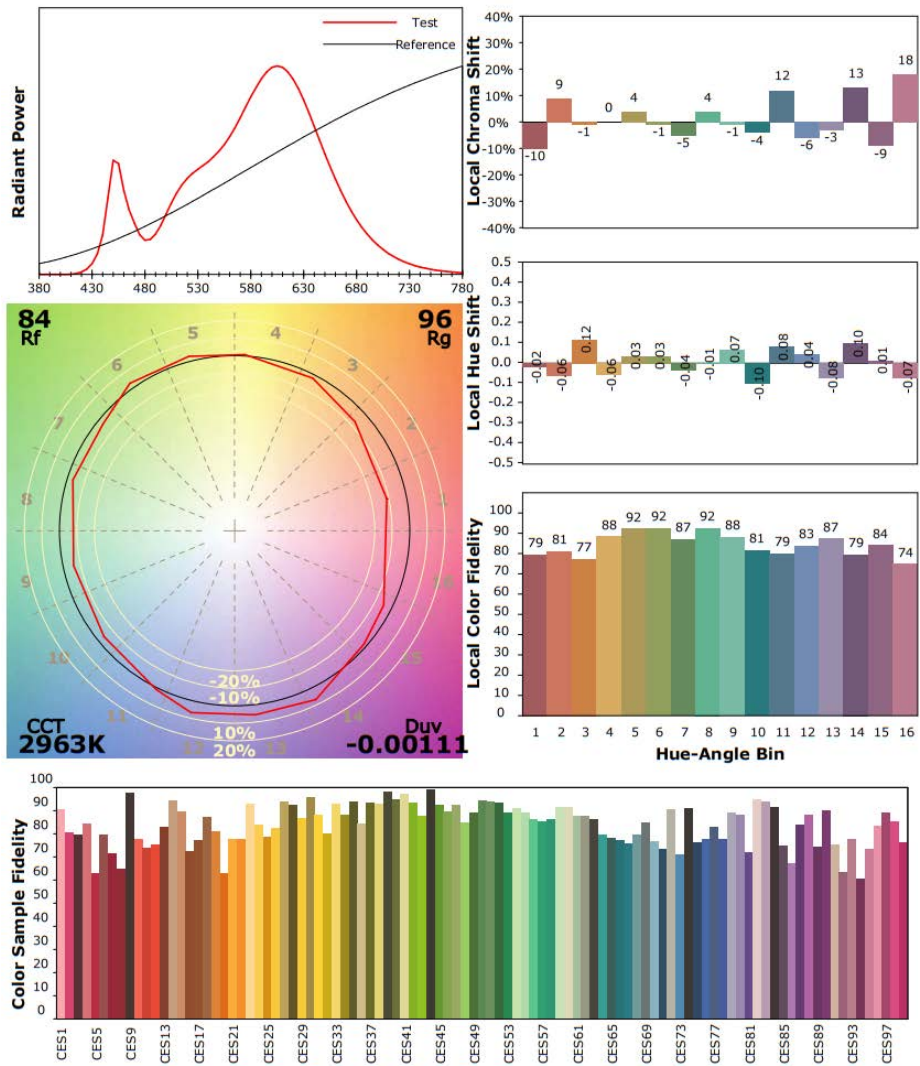 Test
Reference
Radiant Power
380 430 480 530 580 630 680 730 780
Local Chroma Shift
40%
30%
20%
10%
0%
-10%
-20%
-30%
-40%
-10 9 -1 0 4 -1 -5 4 -1 -4 12 -6 -3 13 -9 18
84
Rf
96
Rg
1 2 3 4 5 6 7 8 9 10 11 12 13 14 15 16
-20%
-10%
10%
20%
CCT
2963K
Duv
-0.00111
Local Hue Shift
0.5
0.4
0.3
0.2
0.1
0.0
-0.1
-0.2
-0.3
-0.4
-0.5
-0.02 -0.06 0.12 -0.06 0.03 0.03 -0.04 -0.01 0.07 -0.10 0.08 0.04 -0.08 0.10 0.01 -0.07
Local Color Fidelity
100
90
80
70
60
50
40
30
20
10
0
79 81 77 88 92 92 87 92 88 81 79 83 87 79 84 74
1 2 3 4 5 6 7 8 9 10 11 12 13 14 15 16
Hue-Angle Bin
Color Sample Fidelity
100
90
80
70
60
50
40
30
20
10
0
CES1 CES5 CES9 CES13 CES17 CES21 CES25 CES29 CES33 CES37 CES41 CES45 CES49 CES53 CES57 CES61 CES65 CES69 CES73 CES77 CES81 CES85 CES89 CES93 CES97